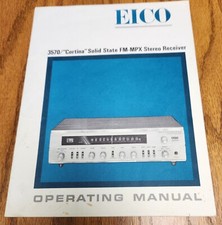 EICO
3570/"Cortina" Solid State FM-MPX Stereo Receiver
OPERATING MANUAL